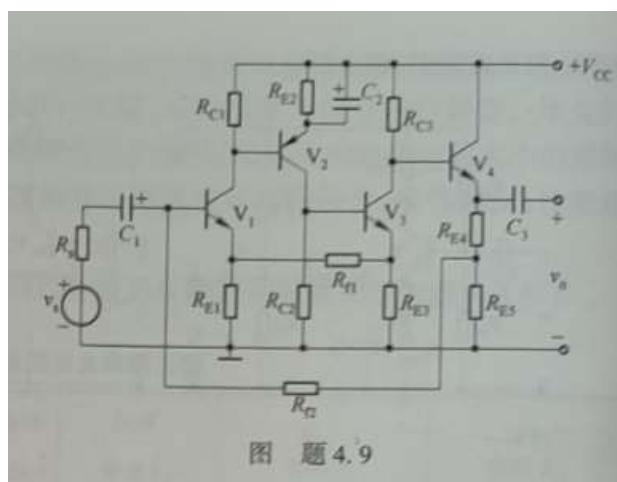 +V_CC
R_E2
C_2
R_C1
R_C3
V_2
V_4
V_1
V_3
C_1
C_3
R_s
R_E4
R_f1
v_s
R_E1
R_C2
R_E3
R_E5
v_o
R_f2
图 题4.9